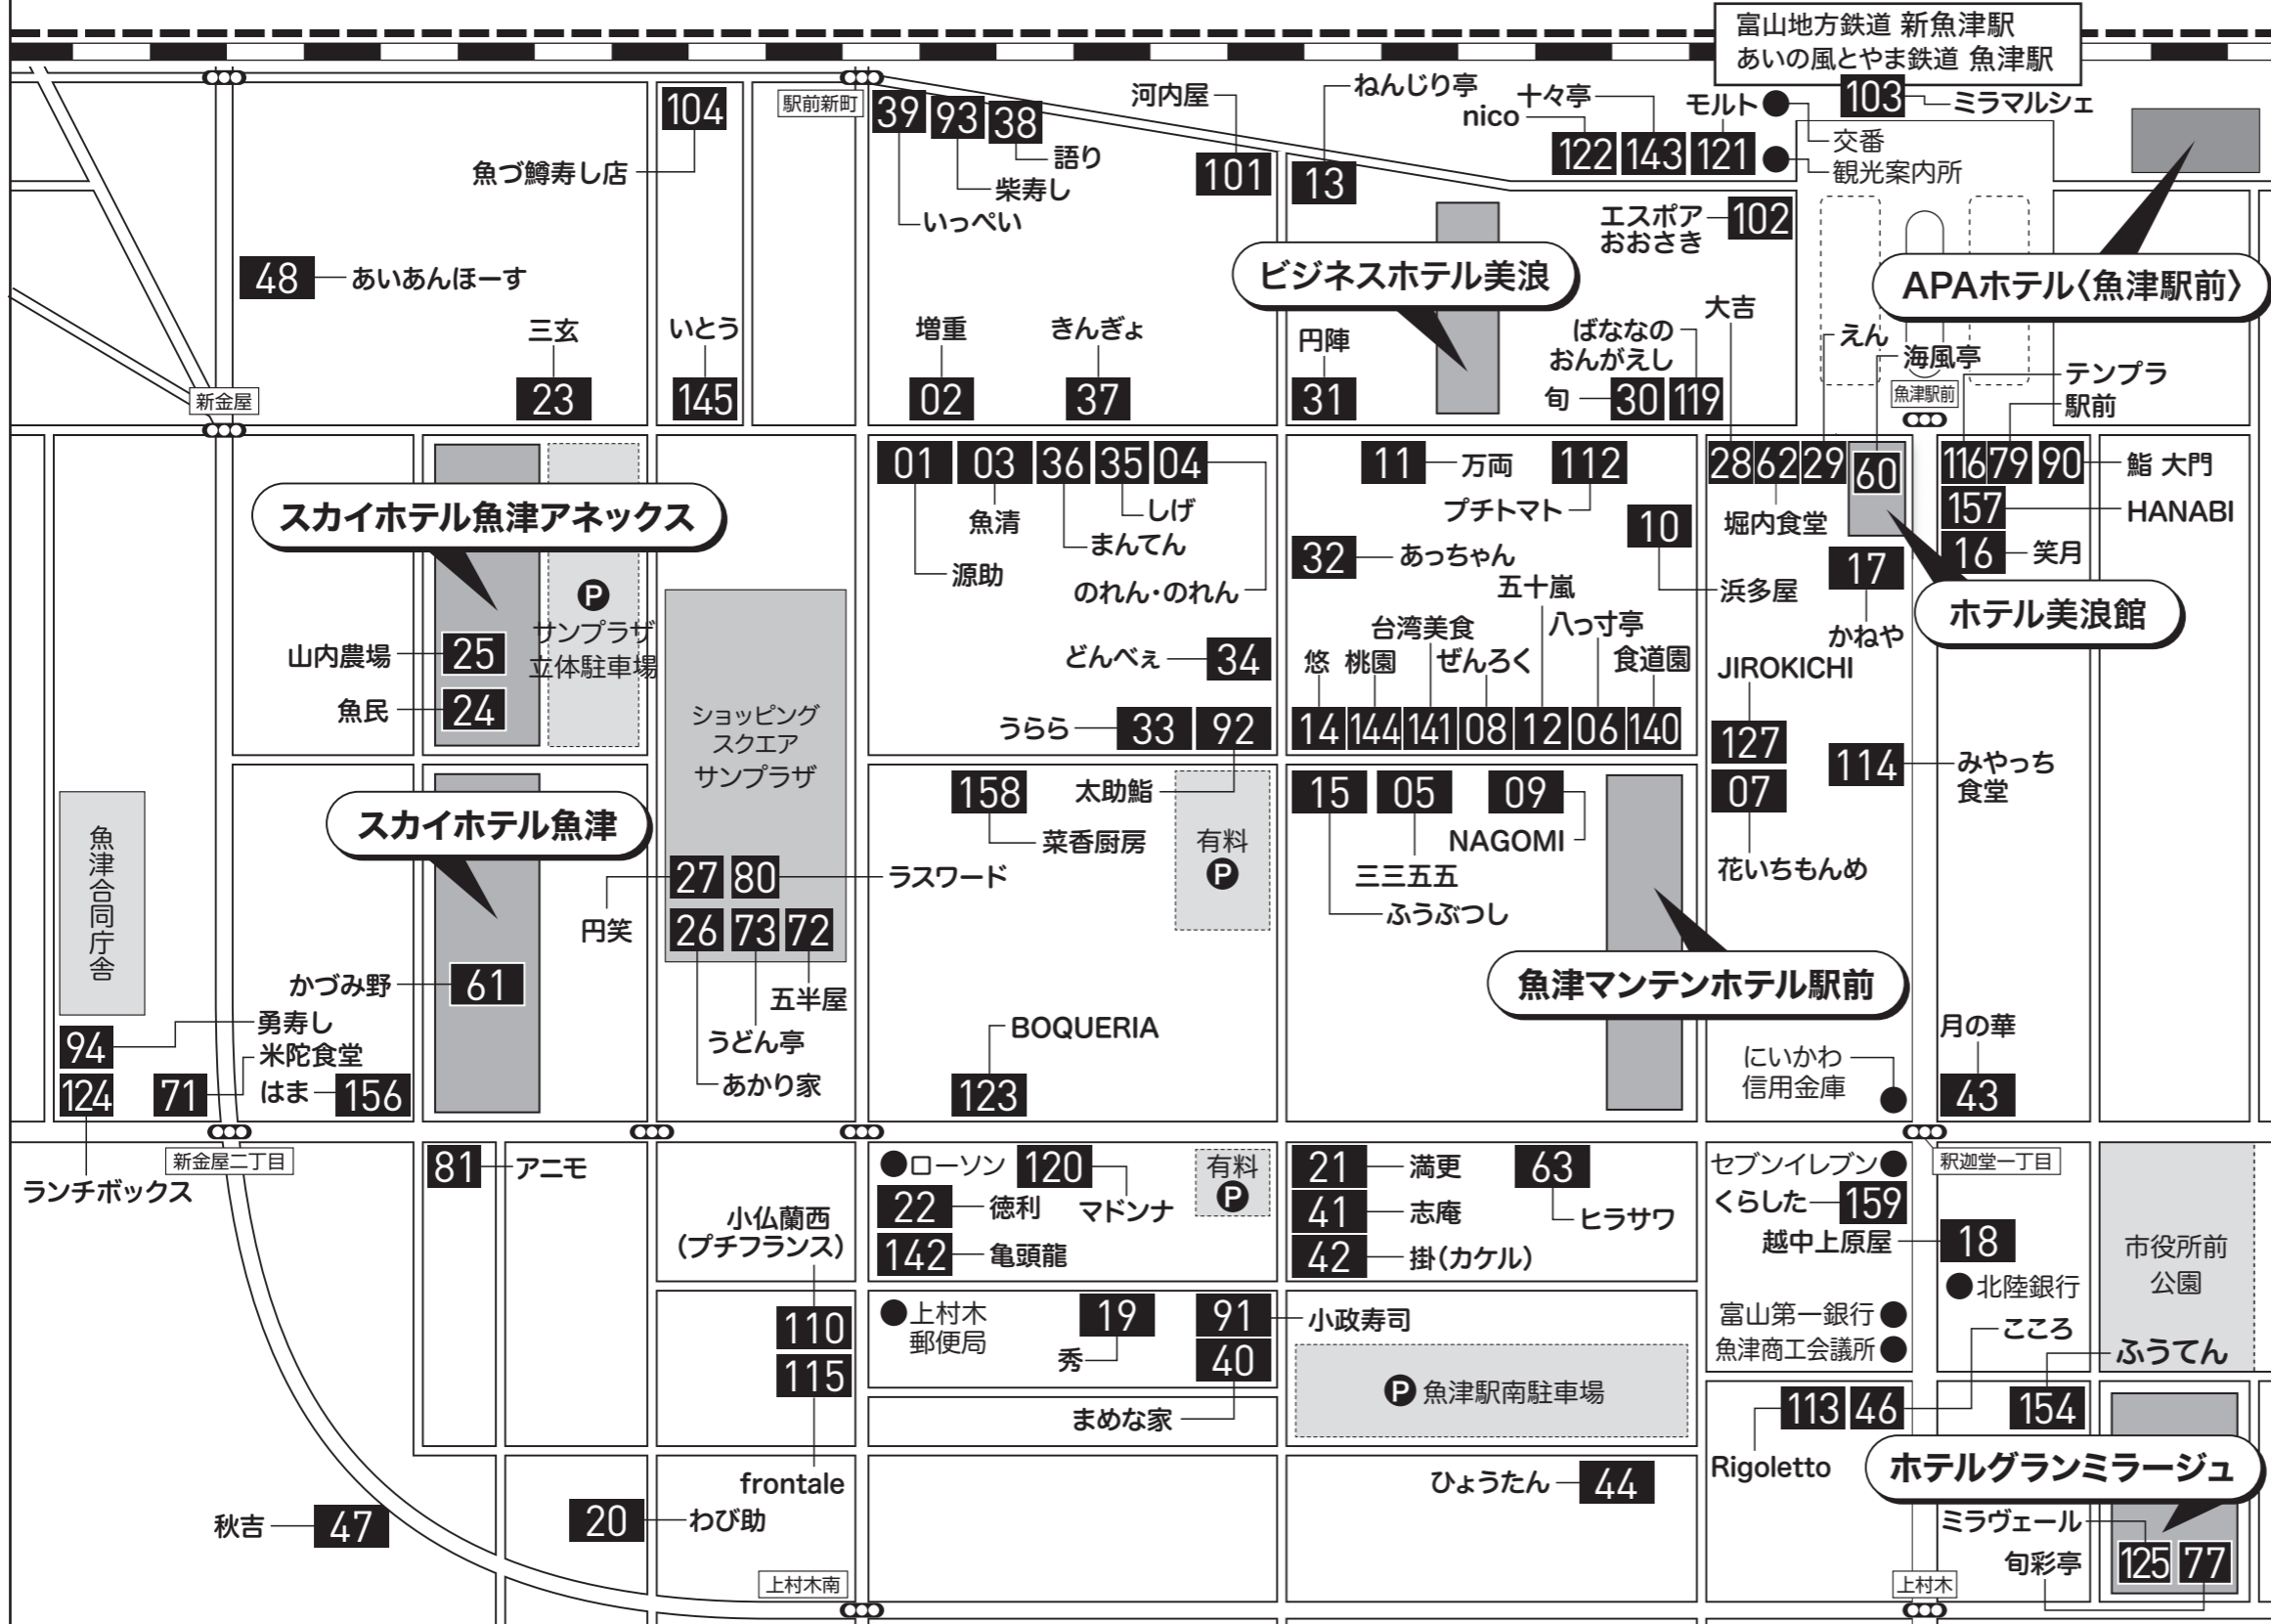 富山地方鉄道 新魚津駅
あいの風とやま鉄道 魚津駅
103
ミラマルシェ
104
魚づ鱒寿し店
駅前新町
39
93
38
語り
柴寿し
いっぺい
河内屋
101
ねんじり亭
13
十々亭
nico
モルト
122
143
121
交番
観光案内所
エスポア
おおさき
102
ビジネスホテル美浪
APAホテル〈魚津駅前〉
48
あいあんほーす
三玄
23
いとう
145
増重
02
きんぎょ
37
円陣
31
ばななの
おんがえし
旬
30
119
大吉
えん
海風亭
魚津駅前
テンプラ
駅前
新金屋
01
03
36
35
04
しげ
まんてん
魚清
源助
のれん・のれん
11
万両
112
プチトマト
10
浜多屋
28
62
29
60
堀内食堂
116
79
90
鮨 大門
157
HANABI
16
笑月
17
かねや
ホテル美浪館
スカイホテル魚津アネックス
P
サンプラザ
立体駐車場
山内農場
25
魚民
24
32
あっちゃん
五十嵐
台湾美食
八っ寸亭
悠
桃園
ぜんろく
食道園
14
144
141
08
12
06
140
どんべぇ
34
うらら
33
92
太助鮨
JIROKICHI
127
07
花いちもんめ
114
みやっち
食堂
ショッピング
スクエア
サンプラザ
スカイホテル魚津
魚津合同庁舎
158
菜香厨房
有料
P
15
05
09
NAGOMI
三三五五
ふうぶつし
魚津マンテンホテル駅前
27
80
ラスワード
円笑
26
73
72
五半屋
うどん亭
あかり家
かづみ野
61
勇寿し
94
米陀食堂
124
71
はま
156
BOQUERIA
123
にいかわ
信用金庫
月の華
43
新金屋二丁目
ランチボックス
81
アニモ
小仏蘭西
(プチフランス)
ローソン
120
マドンナ
有料
P
22
徳利
142
亀頭龍
21
満更
41
志庵
42
掛(カケル)
63
ヒラサワ
セブンイレブン
釈迦堂一丁目
くらした
159
越中上原屋
18
北陸銀行
市役所前
公園
110
115
上村木
郵便局
19
秀
91
小政寿司
40
まめな家
P 魚津駅南駐車場
富山第一銀行
魚津商工会議所
こころ
ふうてん
113
46
154
Rigoletto
ホテルグランミラージュ
frontale
秋吉
47
20
わび助
ひょうたん
44
ミラヴェール
旬彩亭
125
77
上村木南
上村木